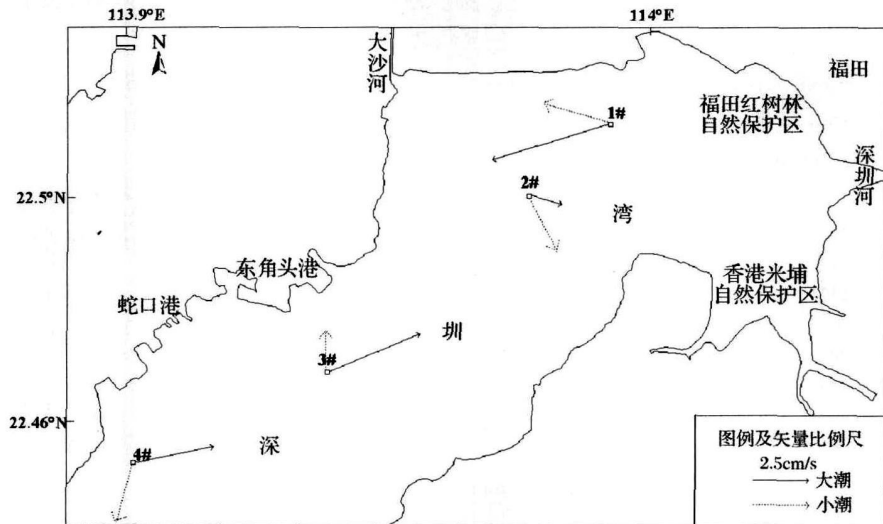 113.9°E
114°E
N
大沙河
福田
1#
福田红树林
自然保护区
深圳河
2#
22.5°N
湾
东角头港
香港米埔
自然保护区
蛇口港
3#
圳
22.46°N
4#
深
图例及矢量比例尺
2.5cm/s
大潮
小潮